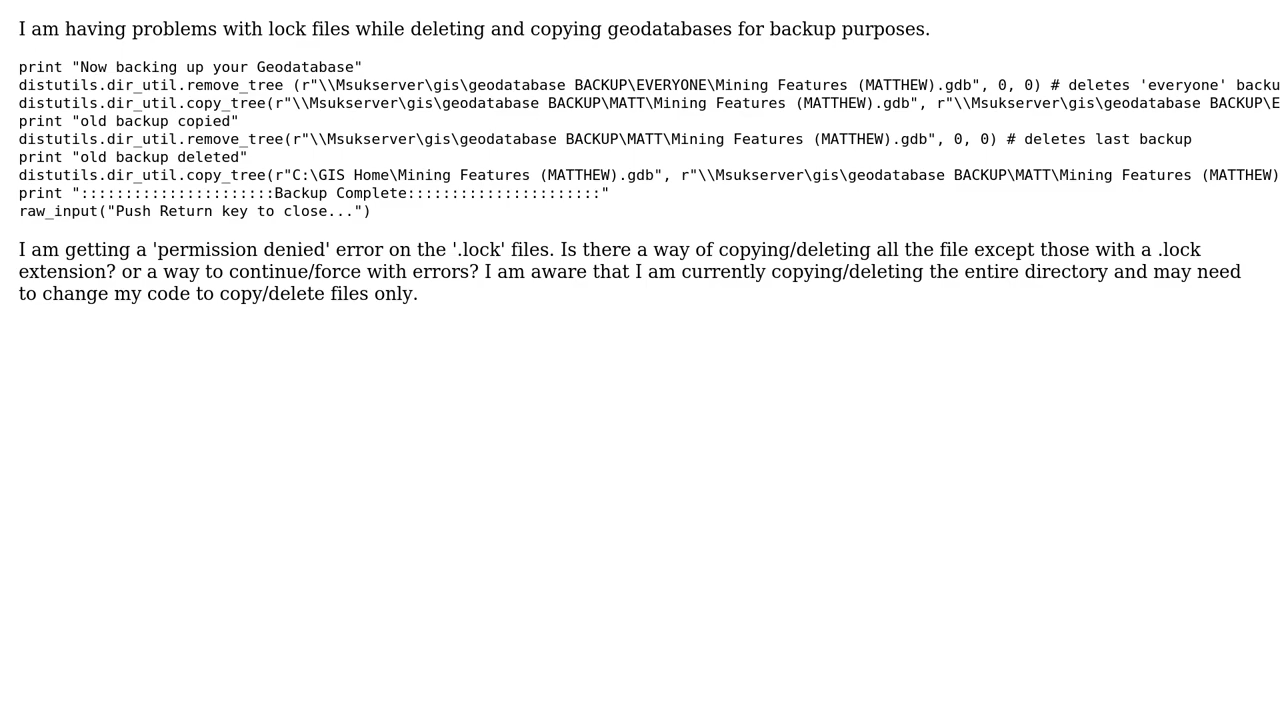 I am having problems with lock files while deleting and copying geodatabases for backup purposes.
print "Now backing up your Geodatabase"
distutils.dir_util.remove_tree (r"\\Msukserver\gis\geodatabase BACKUP\EVERYONE\Mining Features (MATTHEW).gdb", 0, 0) # deletes 'everyone' backu
distutils.dir_util.copy_tree(r"\\Msukserver\gis\geodatabase BACKUP\MATT\Mining Features (MATTHEW).gdb", r"\\Msukserver\gis\geodatabase BACKUP\E
print "old backup copied"
distutils.dir_util.remove_tree(r"\\Msukserver\gis\geodatabase BACKUP\MATT\Mining Features (MATTHEW).gdb", 0, 0) # deletes last backup
print "old backup deleted"
distutils.dir_util.copy_tree(r"C:\GIS Home\Mining Features (MATTHEW).gdb", r"\\Msukserver\gis\geodatabase BACKUP\MATT\Mining Features (MATTHEW)
print "::::::::::::::::::::::Backup Complete::::::::::::::::::::::"
raw_input("Push Return key to close...")
I am getting a 'permission denied' error on the '.lock' files. Is there a way of copying/deleting all the file except those with a .lock
extension? or a way to continue/force with errors? I am aware that I am currently copying/deleting the entire directory and may need
to change my code to copy/delete files only.